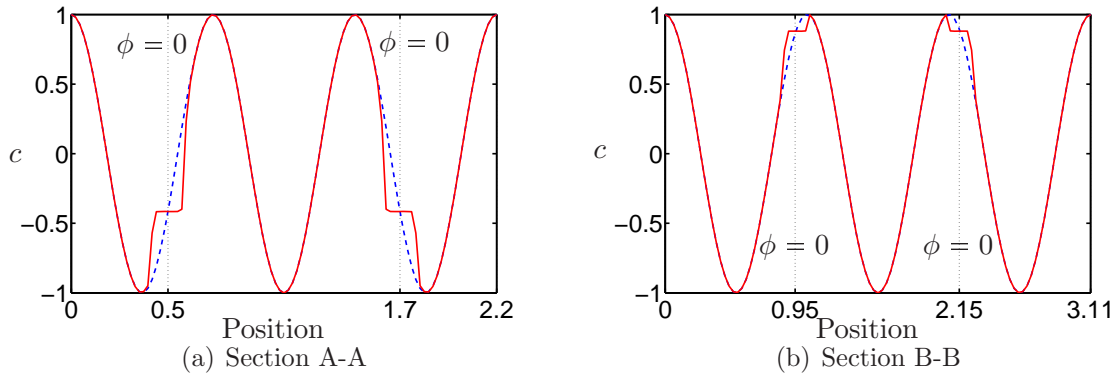 1
0.5
0
−0.5
−1
c
ϕ = 0
ϕ = 0
0
0.5
1.7
2.2
Position
(a) Section A-A
1
0.5
0
−0.5
−1
c
ϕ = 0
ϕ = 0
0
0.95
2.15
3.11
Position
(b) Section B-B